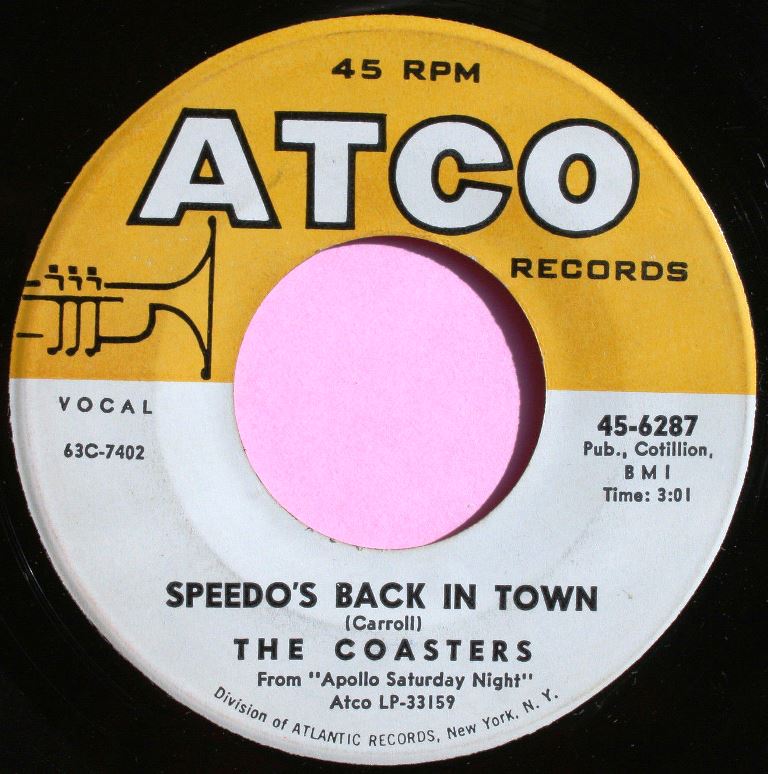 45 RPM
ATCO
RECORDS
VOCAL
63C-7402
45-6287
Pub., Cotillion,
BMI
Time: 3:01
SPEEDO'S BACK IN TOWN
(Carroll)
THE COASTERS
From "Apollo Saturday Night"
Atco LP-33159
Division of ATLANTIC RECORDS, New York, N. Y.